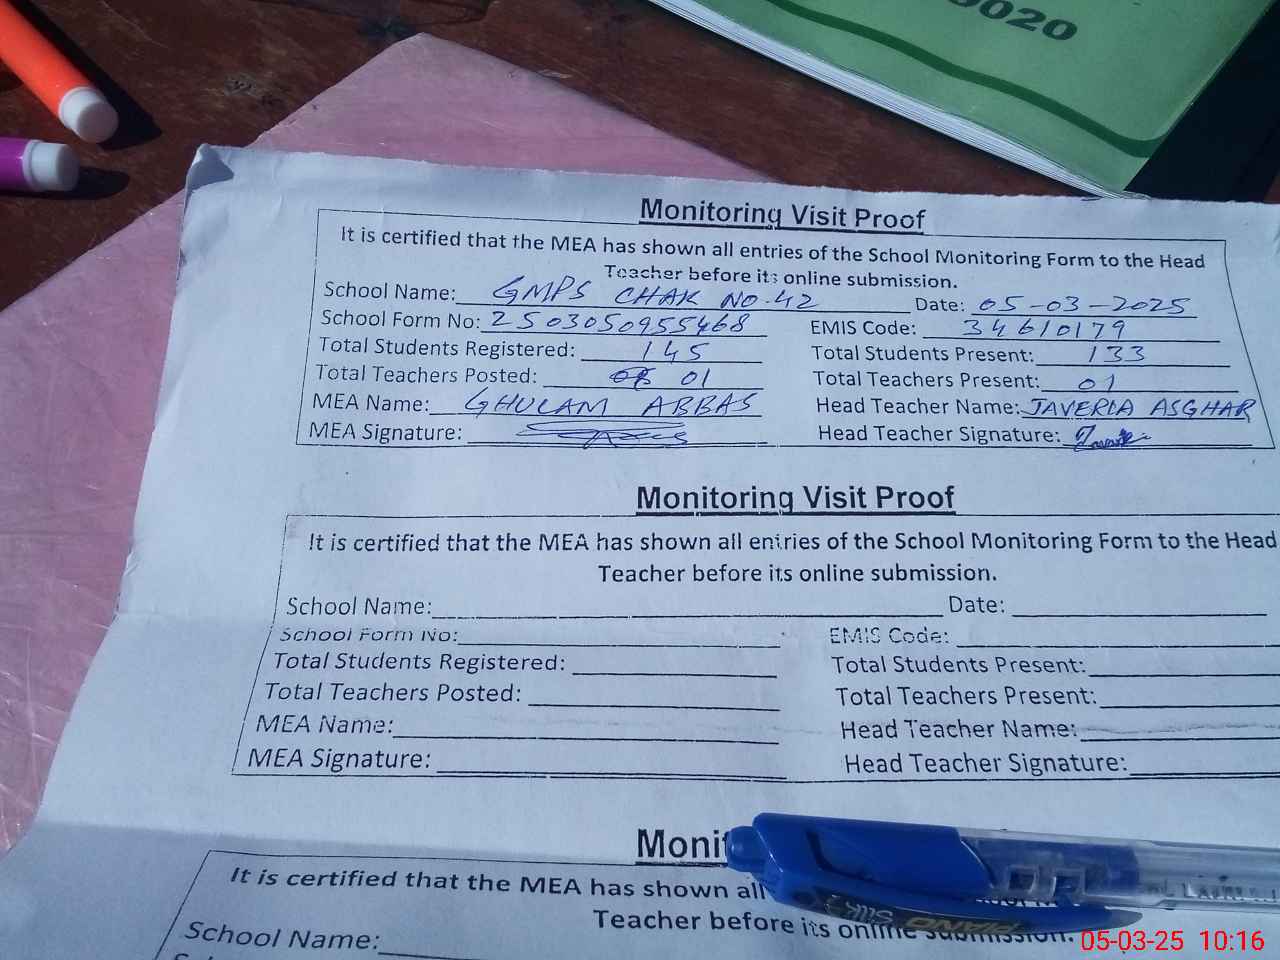 0020
Monitoring Visit Proof
It is certified that the MEA has shown all entries of the School Monitoring Form to the Head
Teacher before its online submission.
School Name: GMPS CHAK NO.42 Date: 05-03-2025
School Form No: 2503050955468 EMIS Code: 34610179
Total Students Registered: 145 Total Students Present: 133
Total Teachers Posted: 01 Total Teachers Present: 01
MEA Name: GHULAM ABBAS Head Teacher Name: JAVERIA ASGHAR
MEA Signature: Head Teacher Signature:
Monitoring Visit Proof
It is certified that the MEA has shown all entries of the School Monitoring Form to the Head
Teacher before its online submission.
School Name: Date:
School Form No: EMIS Code:
Total Students Registered: Total Students Present:
Total Teachers Posted: Total Teachers Present:
MEA Name: Head Teacher Name:
MEA Signature: Head Teacher Signature:
Moni
It is certified that the MEA has shown all
Teacher before its online submission.
School Name:
PIANO
Silk
05-03-25 10:16